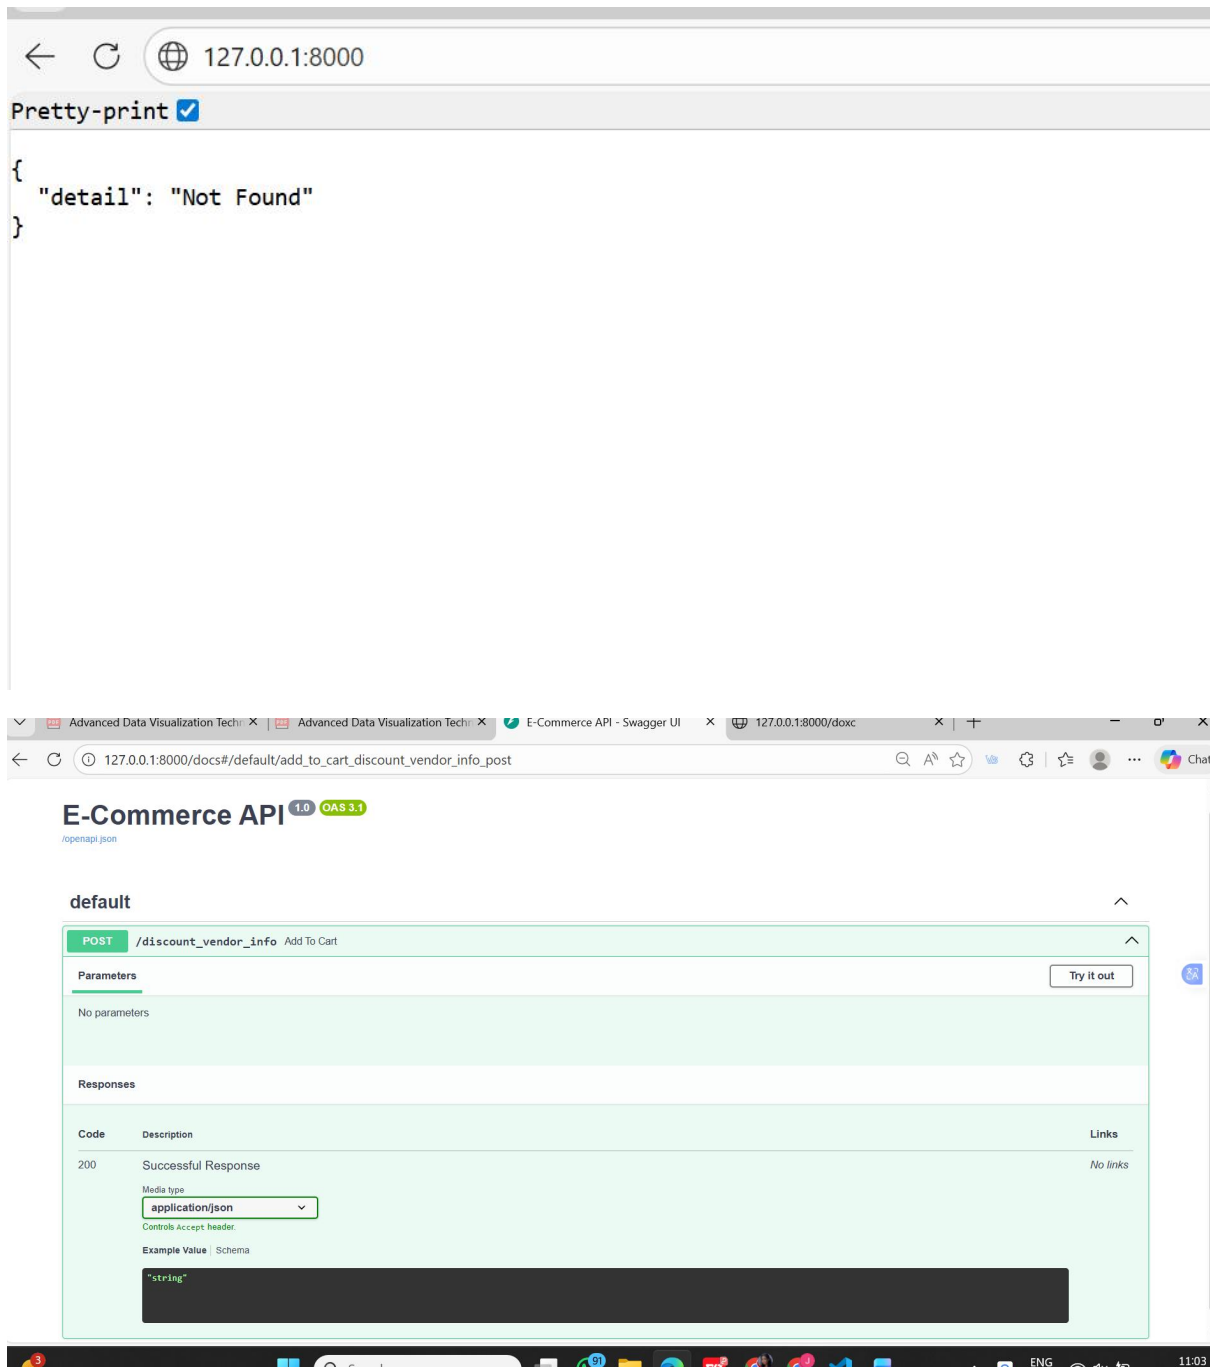 127.0.0.1:8000
Pretty-print
{
"detail": "Not Found"
}
Advanced Data Visualization Techn Advanced Data Visualization Techn E-Commerce API - Swagger UI 127.0.0.1:8000/doxc
127.0.0.1:8000/docs#/default/add_to_cart_discount_vendor_info_post Chat
E-Commerce API 1.0 OAS 3.1
/openapi.json
default
POST /discount_vendor_info Add To Cart
Parameters Try it out
No parameters
Responses
Code Description Links
200 Successful Response No links
Media type
application/json
Controls Accept header.
Example Value Schema
"string"
3 91 ENG 11:03